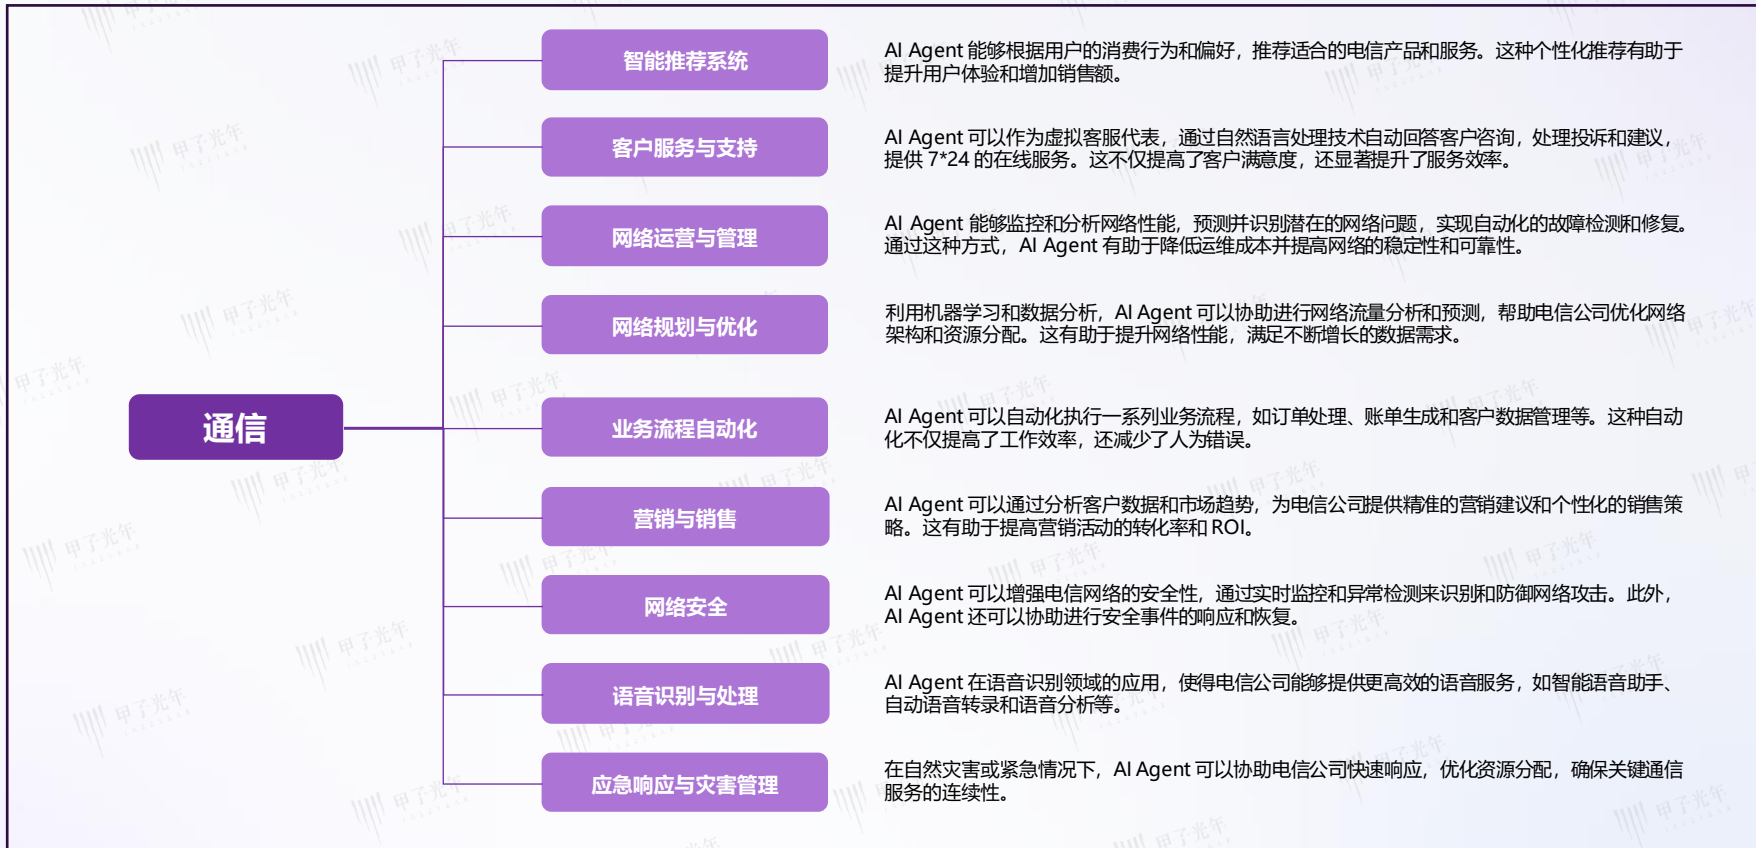 智能推荐系统
AI Agent 能够根据用户的消费行为和偏好，推荐适合的电信产品和服务。这种个性化推荐有助于
提升用户体验和增加销售额。
客户服务与支持
AI Agent 可以作为虚拟客服代表，通过自然语言处理技术自动回答客户咨询，处理投诉和建议，
提供 7*24 的在线服务。这不仅提高了客户满意度，还显著提升了服务效率。
网络运营与管理
AI Agent 能够监控和分析网络性能，预测并识别潜在的网络问题，实现自动化的故障检测和修复。
通过这种方式，AI Agent 有助于降低运维成本并提高网络的稳定性和可靠性。
网络规划与优化
利用机器学习和数据分析，AI Agent 可以协助进行网络流量分析和预测，帮助电信公司优化网络
架构和资源分配。这有助于提升网络性能，满足不断增长的数据需求。
通信
业务流程自动化
AI Agent 可以自动化执行一系列业务流程，如订单处理、账单生成和客户数据管理等。这种自动
化不仅提高了工作效率，还减少了人为错误。
营销与销售
AI Agent 可以通过分析客户数据和市场趋势，为电信公司提供精准的营销建议和个性化的销售策
略。这有助于提高营销活动的转化率和 ROI。
网络安全
AI Agent 可以增强电信网络的安全性，通过实时监控和异常检测来识别和防御网络攻击。此外，
AI Agent 还可以协助进行安全事件的响应和恢复。
语音识别与处理
AI Agent 在语音识别领域的应用，使得电信公司能够提供更高效的语音服务，如智能语音助手、
自动语音转录和语音分析等。
应急响应与灾害管理
在自然灾害或紧急情况下，AI Agent 可以协助电信公司快速响应，优化资源分配，确保关键通信
服务的连续性。
甲子光年